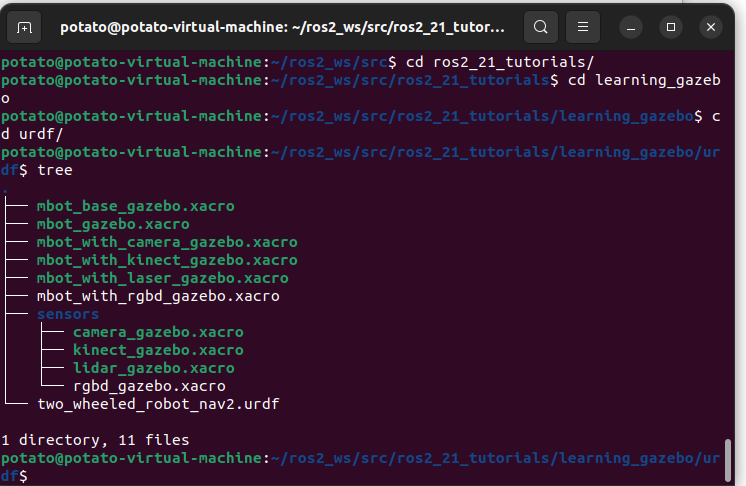 potato@potato-virtual-machine: ~/ros2_ws/src/ros2_21_tutor...
potato@potato-virtual-machine:~/ros2_ws/src$ cd ros2_21_tutorials/
potato@potato-virtual-machine:~/ros2_ws/src/ros2_21_tutorials$ cd learning_gazeb
o
potato@potato-virtual-machine:~/ros2_ws/src/ros2_21_tutorials/learning_gazebo$ c
d urdf/
potato@potato-virtual-machine:~/ros2_ws/src/ros2_21_tutorials/learning_gazebo/ur
df$ tree
.
├── mbot_base_gazebo.xacro
├── mbot_gazebo.xacro
├── mbot_with_camera_gazebo.xacro
├── mbot_with_kinect_gazebo.xacro
├── mbot_with_laser_gazebo.xacro
├── mbot_with_rgbd_gazebo.xacro
├── sensors
│   ├── camera_gazebo.xacro
│   ├── kinect_gazebo.xacro
│   ├── lidar_gazebo.xacro
│   └── rgbd_gazebo.xacro
└── two_wheeled_robot_nav2.urdf
1 directory, 11 files
potato@potato-virtual-machine:~/ros2_ws/src/ros2_21_tutorials/learning_gazebo/ur
df$